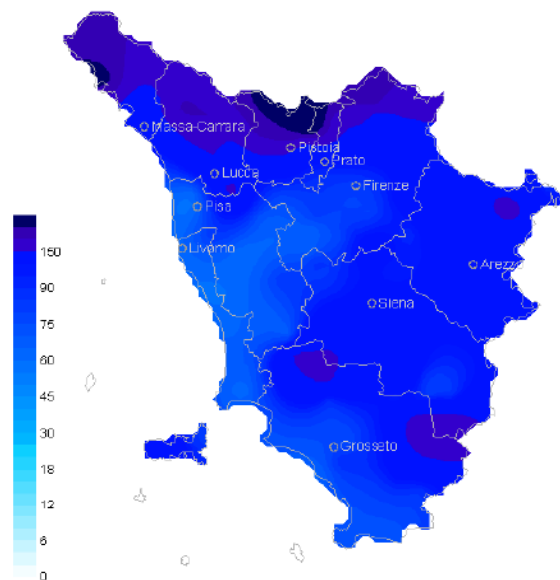 Massa-Carrara
Pistoia
Prato
Lucca
Firenze
Pisa
Livorno
Arezzo
Siena
Grosseto
150
90
75
60
45
30
18
12
6
0